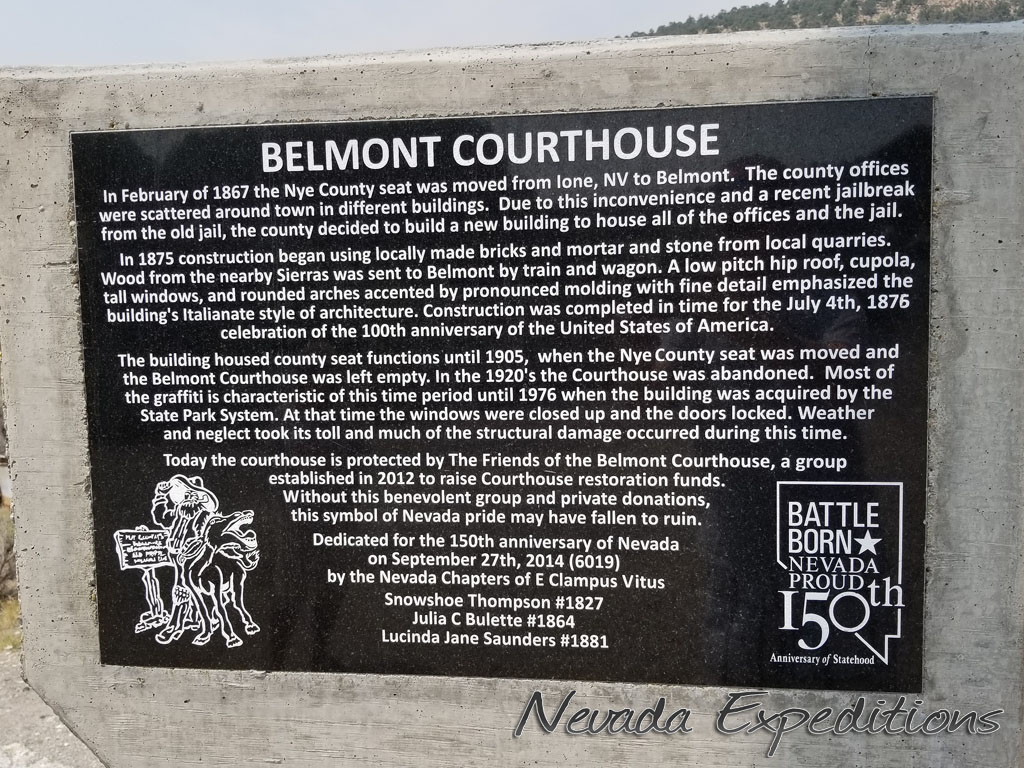 BELMONT COURTHOUSE
In February of 1867 the Nye County seat was moved from Ione, NV to Belmont. The county offices
were scattered around town in different buildings. Due to this inconvenience and a recent jailbreak
from the old jail, the county decided to build a new building to house all of the offices and the jail.
In 1875 construction began using locally made bricks and mortar and stone from local quarries.
Wood from the nearby Sierras was sent to Belmont by train and wagon. A low pitch hip roof, cupola,
tall windows, and rounded arches accented by pronounced molding with fine detail emphasized the
building's Italianate style of architecture. Construction was completed in time for the July 4th, 1876
celebration of the 100th anniversary of the United States of America.
The building housed county seat functions until 1905, when the Nye County seat was moved and
the Belmont Courthouse was left empty. In the 1920's the Courthouse was abandoned. Most of
the graffiti is characteristic of this time period until 1976 when the building was acquired by the
State Park System. At that time the windows were closed up and the doors locked. Weather
and neglect took its toll and much of the structural damage occurred during this time.
Today the courthouse is protected by The Friends of the Belmont Courthouse, a group
established in 2012 to raise Courthouse restoration funds.
Without this benevolent group and private donations,
this symbol of Nevada pride may have fallen to ruin.
Dedicated for the 150th anniversary of Nevada
on September 27th, 2014 (6019)
by the Nevada Chapters of E Clampus Vitus
Snowshoe Thompson #1827
Julia C Bulette #1864
Lucinda Jane Saunders #1881
BATTLE
BORN
NEVADA
PROUD
150th
Anniversary of Statehood
Nevada Expeditions